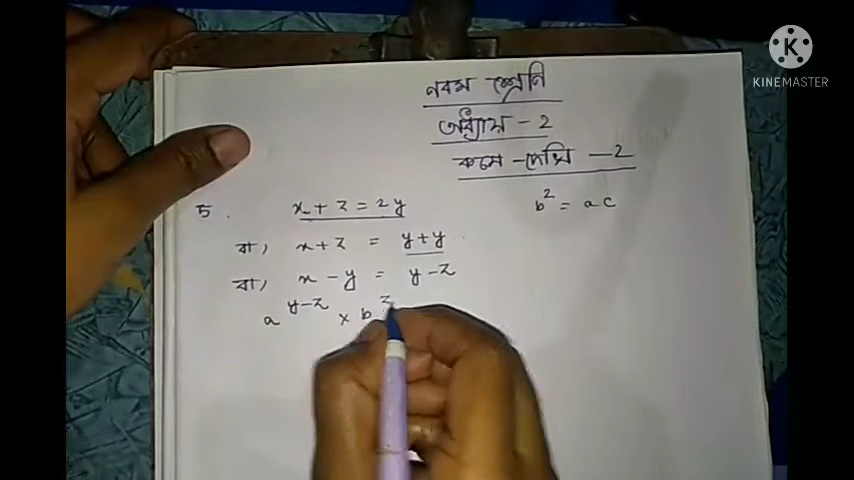 নবম শ্রেণি
অধ্যায় - 2
কষে - দেখি - 2
5. x + z = 2y
b² = ac
বা, x + z = y + y
বা, x - y = y - z
a^(y-z) × b^z
K
KINEMASTER